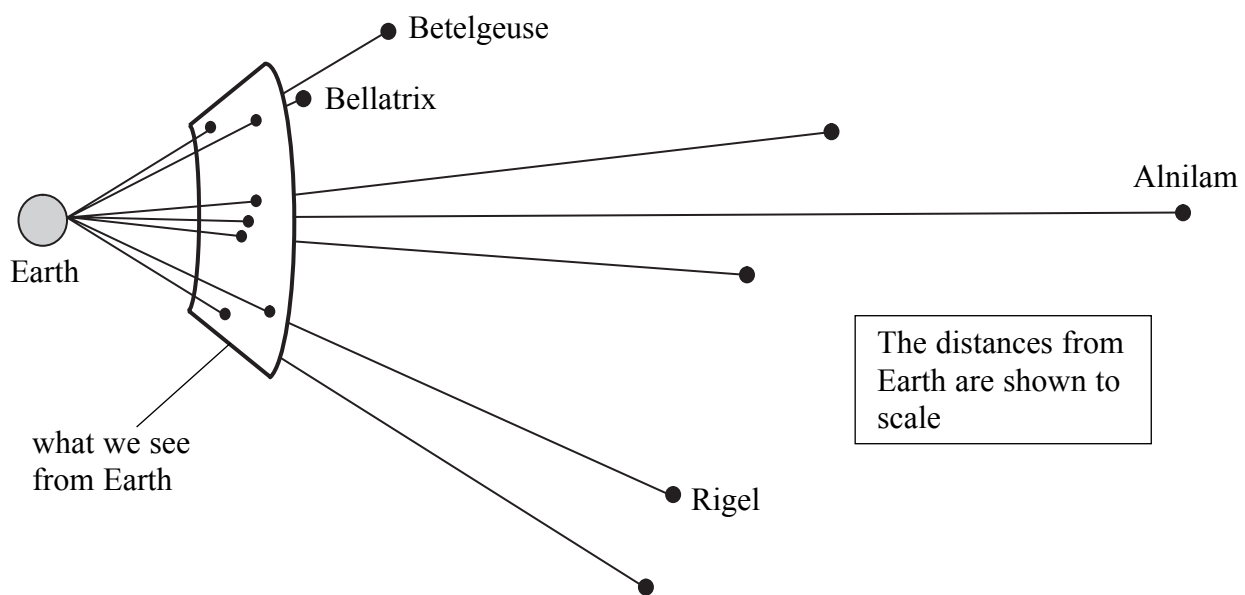 Betelgeuse
Bellatrix
Alnilam
Earth
The distances from
Earth are shown to
scale
what we see
from Earth
Rigel